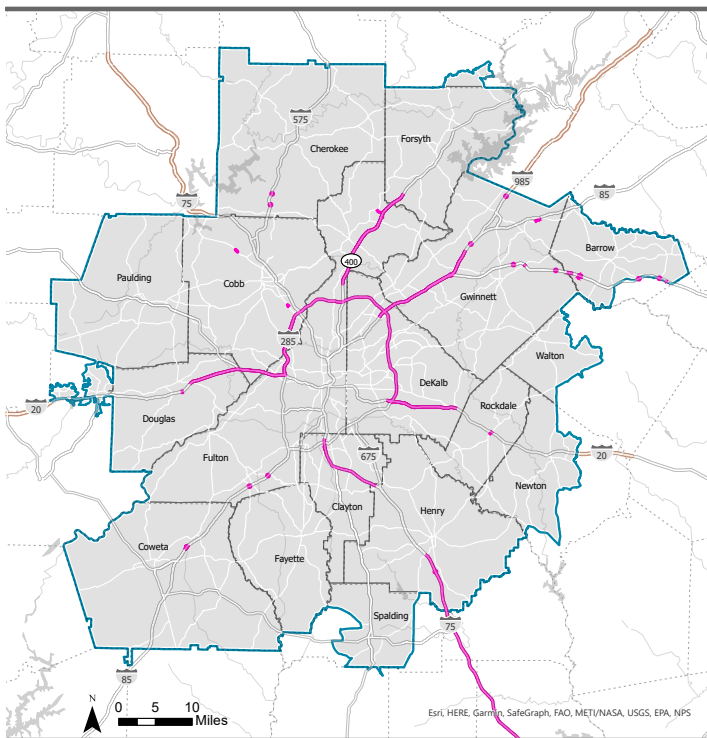 575
Cherokee
Forsyth
985
75
85
Barrow
400
Paulding
Cobb
Gwinnett
285
Walton
DeKalb
Rockdale
20
Douglas
675
20
Fulton
Newton
Clayton
Henry
Coweta
Fayette
Spalding
75
85
N
0 5 10
Miles
Esri, HERE, Garmin, SafeGraph, FAO, METI/NASA, USGS, EPA, NPS